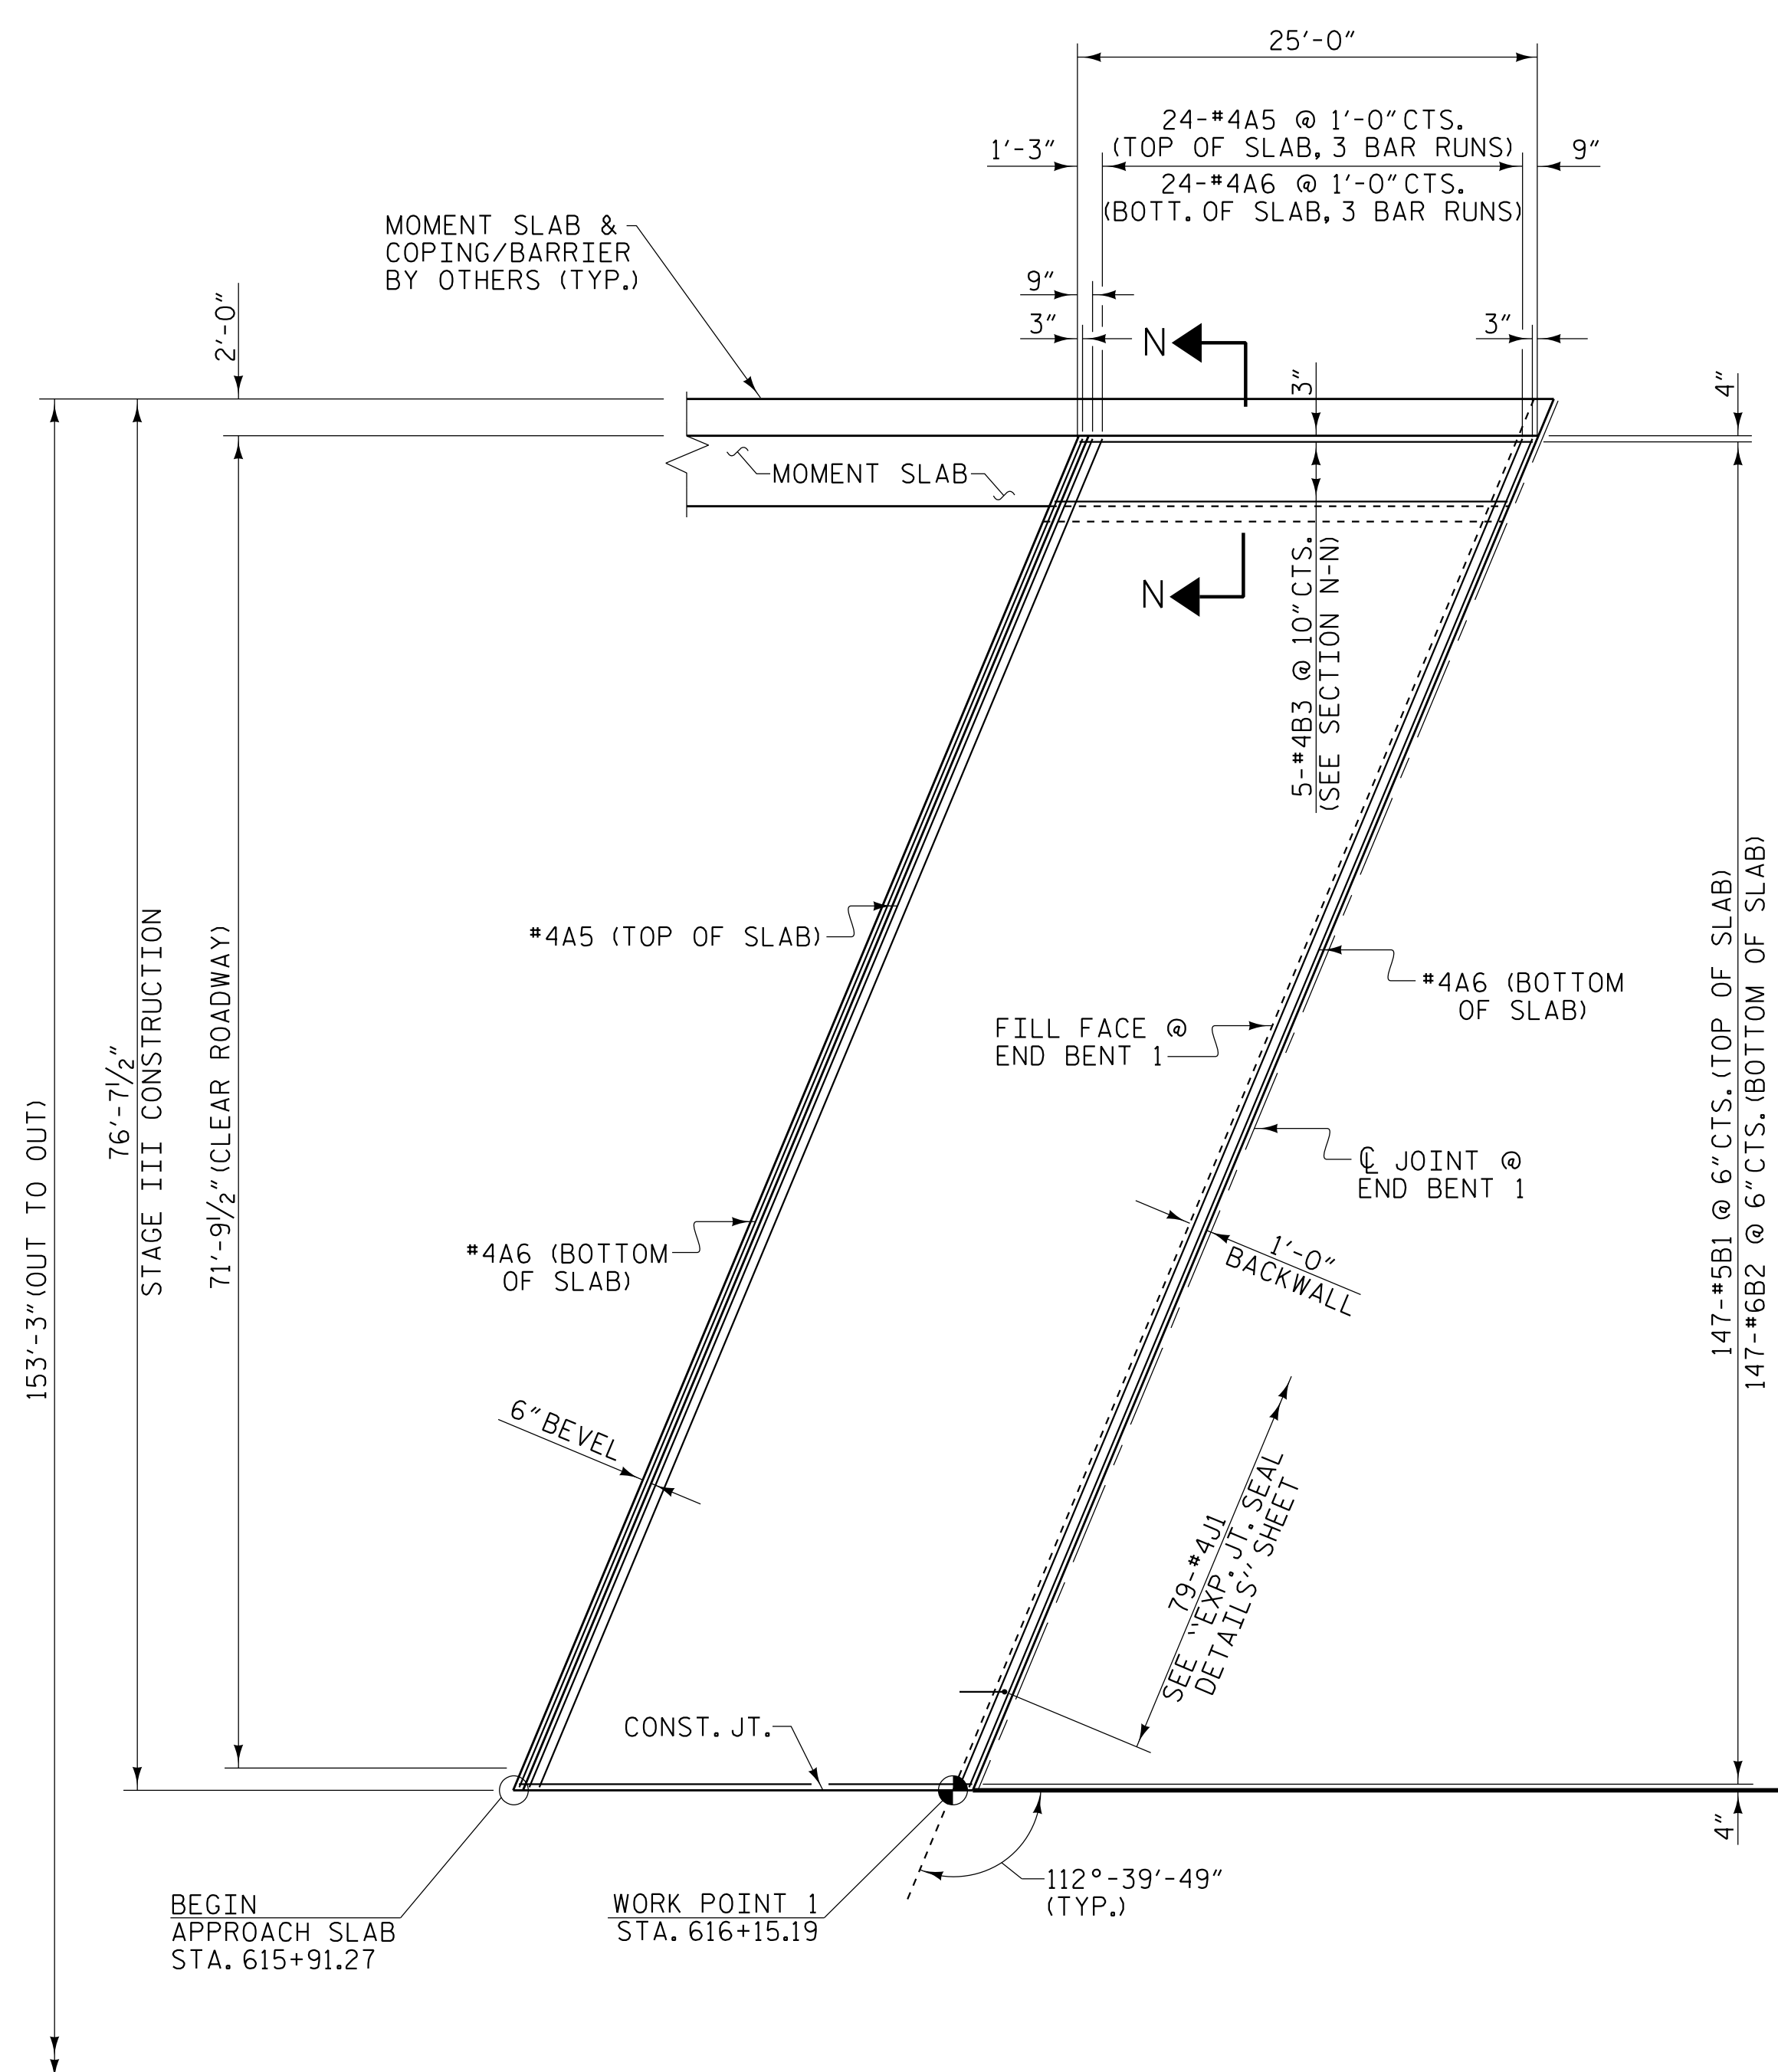 25'-0"
24-#4A5 @ 1'-0" CTS.
(TOP OF SLAB, 3 BAR RUNS)
1'-3"
9"
24-#4A6 @ 1'-0" CTS.
(BOTT. OF SLAB, 3 BAR RUNS)
MOMENT SLAB &
COPING/BARRIER
BY OTHERS (TYP.)
9"
3"
3"
N
2'-0"
3"
4"
MOMENT SLAB
N
5-#4B3 @ 10" CTS.
(SEE SECTION N-N)
#4A5 (TOP OF SLAB)
#4A6 (BOTTOM
OF SLAB)
FILL FACE @
END BENT 1
℄ JOINT @
END BENT 1
153'-3" (OUT TO OUT)
76'-7½"
STAGE III CONSTRUCTION
71'-9½" (CLEAR ROADWAY)
147-#5B1 @ 6" CTS. (TOP OF SLAB)
147-#6B2 @ 6" CTS. (BOTTOM OF SLAB)
#4A6 (BOTTOM
OF SLAB)
1'-0"
BACKWALL
6" BEVEL
79-#4J1
SEE "EXP. JT. SEAL
DETAILS" SHEET
CONST. JT.
4"
112°-39'-49"
(TYP.)
BEGIN
APPROACH SLAB
STA. 615+91.27
WORK POINT 1
STA. 616+15.19